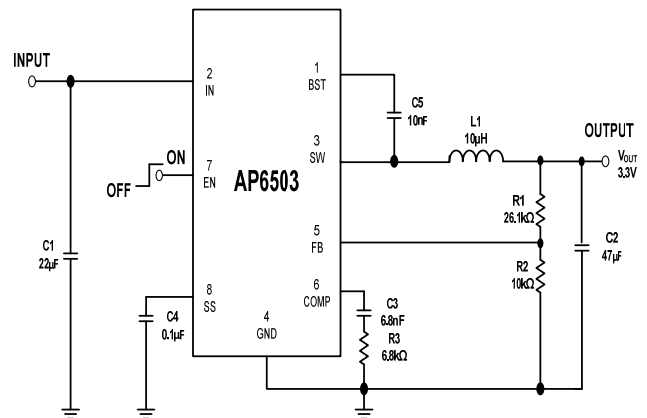 INPUT
2
IN
1
BST
C5
10nF
L1
10µH
OUTPUT
3
SW
VOUT
3.3V
ON
OFF
7
EN
AP6503
R1
26.1kΩ
5
FB
C1
22µF
C2
47µF
R2
10kΩ
6
COMP
8
SS
C3
6.8nF
C4
0.1µF
4
GND
R3
6.8kΩ